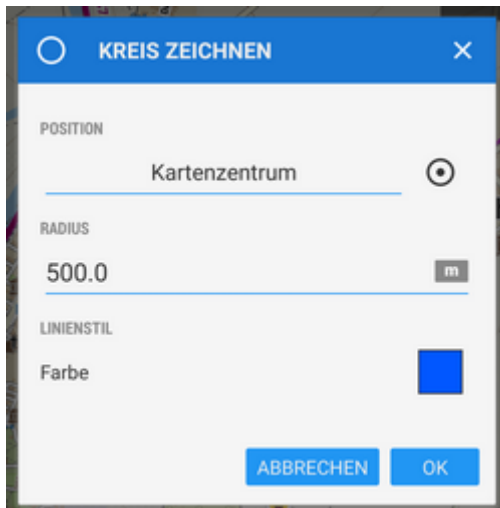 KREIS ZEICHNEN
POSITION
Kartenzentrum
RADIUS
500.0 m
LINIENSTIL
Farbe
ABBRECHEN OK